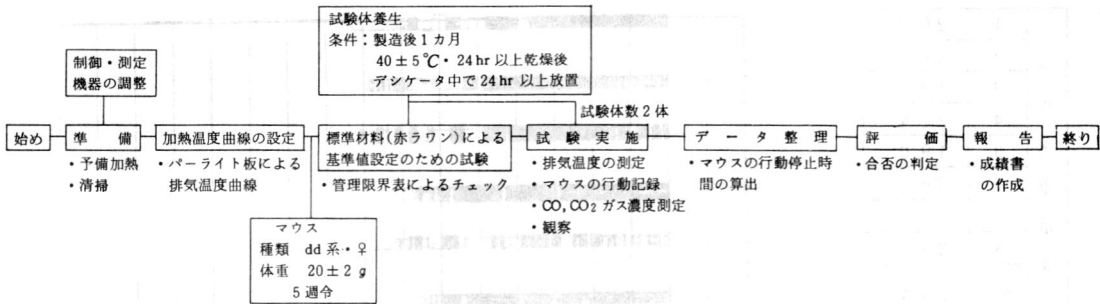 試験体養生
条件：製造後1カ月
40±5℃・24hr以上乾燥後
デシケータ中で24hr以上放置
制御・測定
機器の調整
試験体数2体
始め
準備
加熱温度曲線の設定
標準材料(赤ラワン)による
基準値設定のための試験
試験実施
データ整理
評価
報告
終り
・予備加熱
・清掃
・パーライト板による
排気温度曲線
・管理限界表によるチェック
・排気温度の測定
・マウスの行動記録
・CO,CO₂ガス濃度測定
・観察
・マウスの行動停止時
間の算出
・合否の判定
・成績書
の作成
マウス
種類 dd系・♀
体重 20±2g
5週令